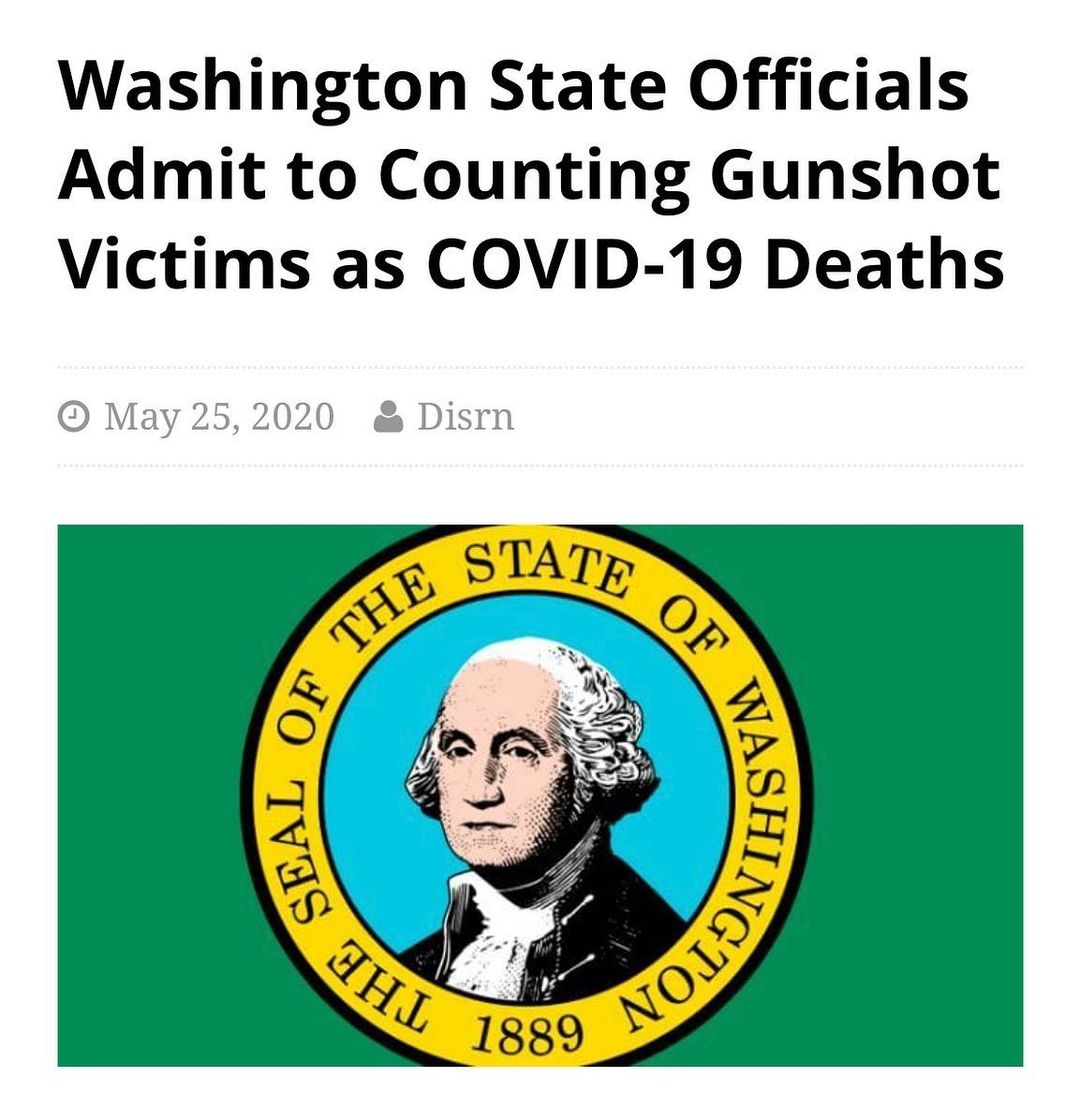 Washington State Officials
Admit to Counting Gunshot
Victims as COVID-19 Deaths
May 25, 2020 Disrn
THE SEAL OF THE STATE OF WASHINGTON
1889